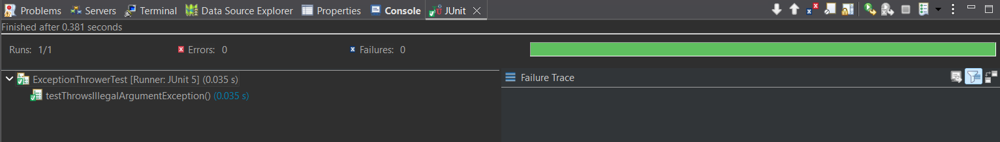 Problems Servers Terminal Data Source Explorer Properties Console JUnit
Finished after 0.381 seconds
Runs: 1/1 Errors: 0 Failures: 0
ExceptionThrowerTest [Runner: JUnit 5] (0.035 s) Failure Trace
testThrowsIllegalArgumentException() (0.035 s)